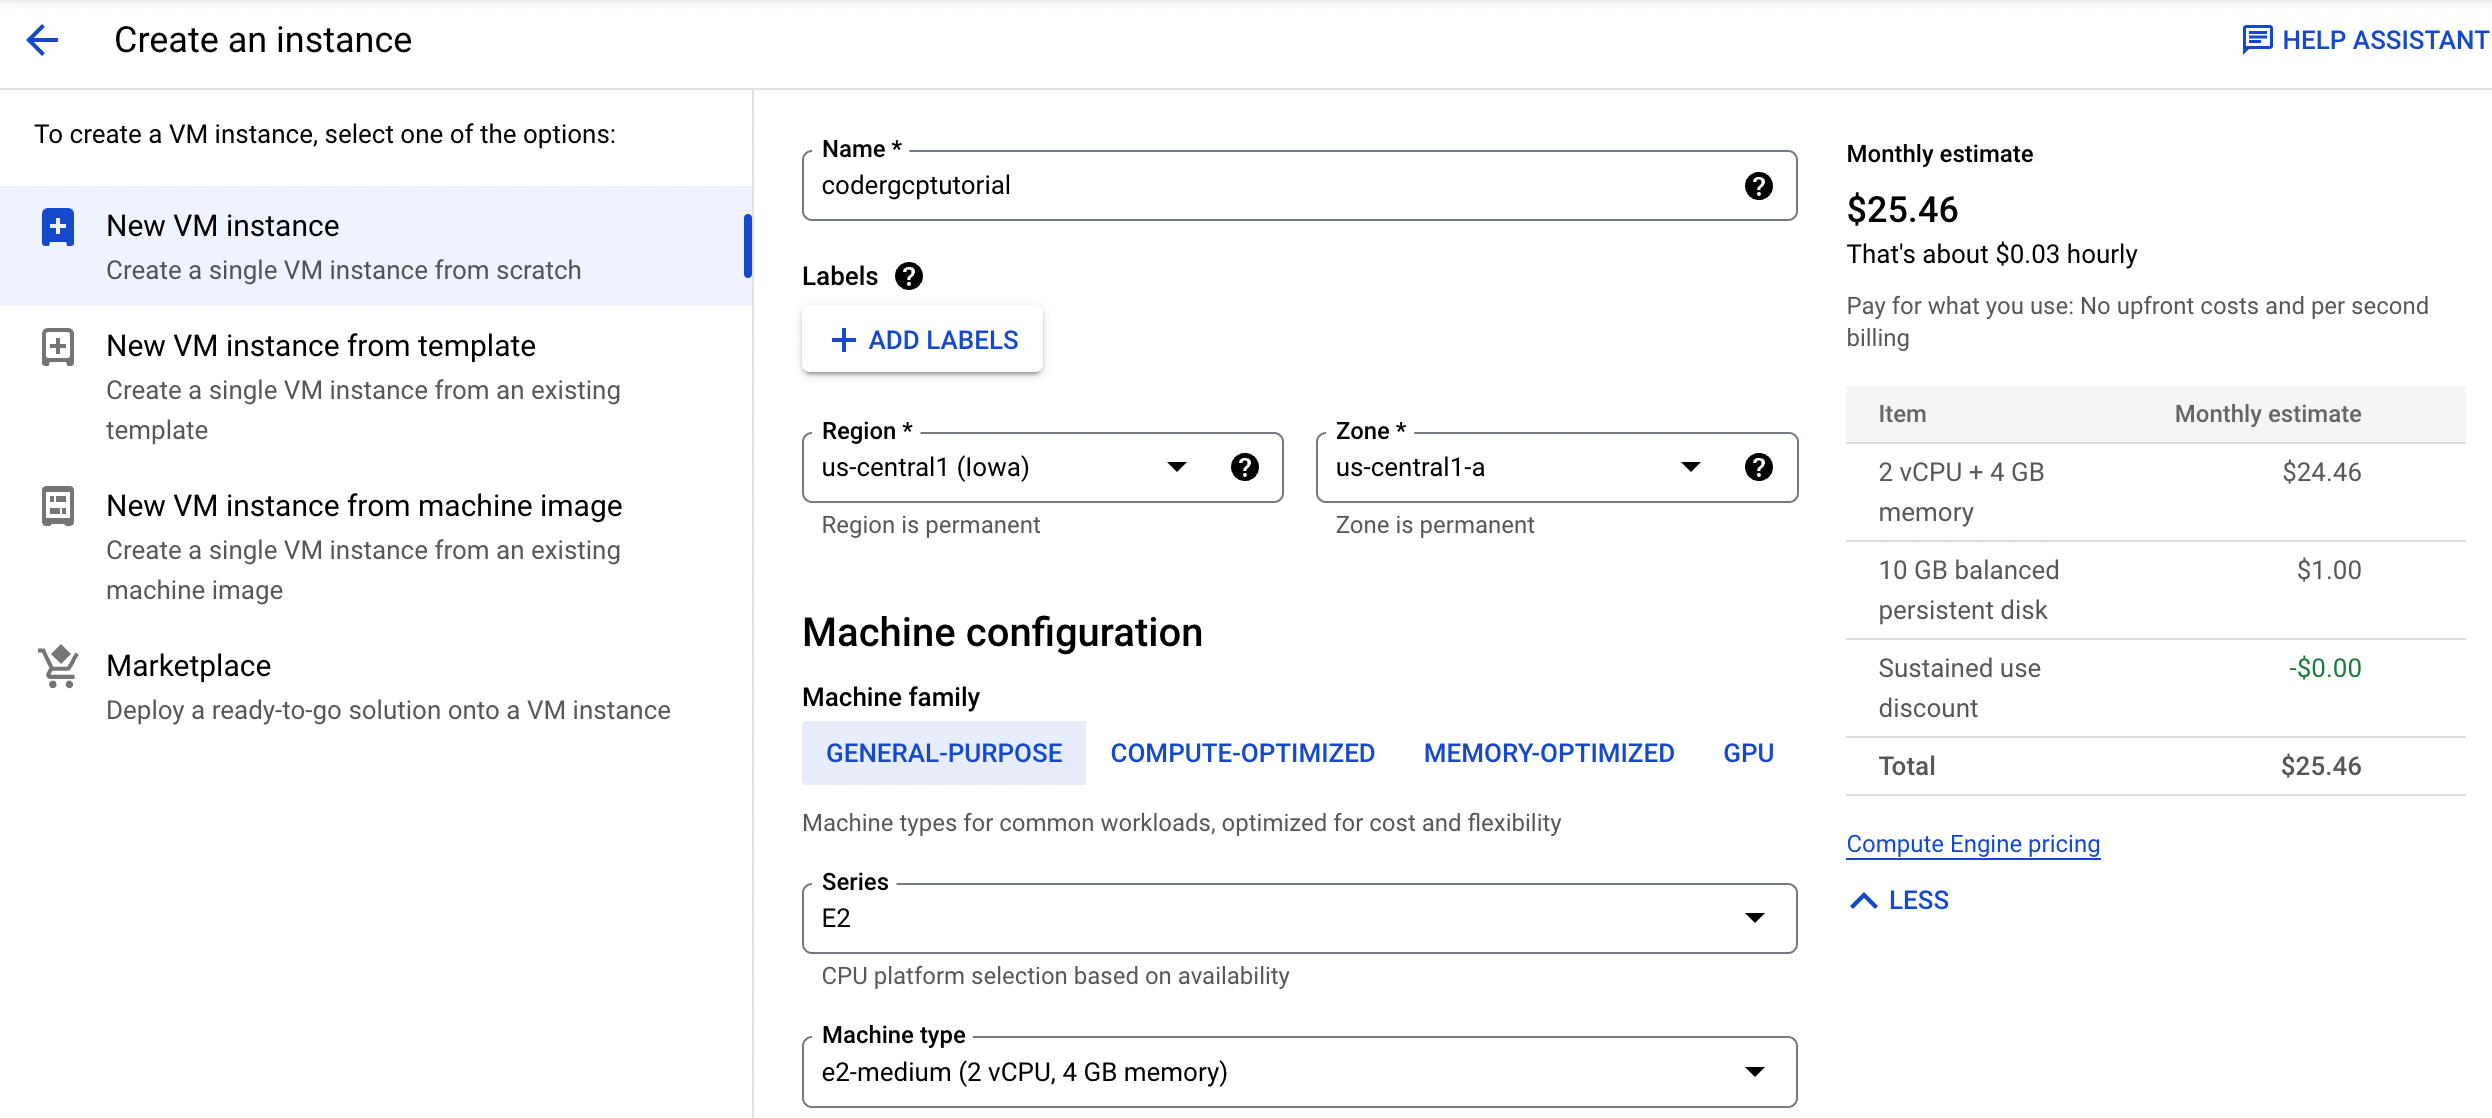 Create an instance
HELP ASSISTANT
To create a VM instance, select one of the options:
New VM instance
Create a single VM instance from scratch
New VM instance from template
Create a single VM instance from an existing
template
New VM instance from machine image
Create a single VM instance from an existing
machine image
Marketplace
Deploy a ready-to-go solution onto a VM instance
Name *
codergcptutorial
Labels
ADD LABELS
Region *
us-central1 (Iowa)
Region is permanent
Zone *
us-central1-a
Zone is permanent
Machine configuration
Machine family
GENERAL-PURPOSE
COMPUTE-OPTIMIZED
MEMORY-OPTIMIZED
GPU
Machine types for common workloads, optimized for cost and flexibility
Series
E2
CPU platform selection based on availability
Machine type
e2-medium (2 vCPU, 4 GB memory)
Monthly estimate
$25.46
That's about $0.03 hourly
Pay for what you use: No upfront costs and per second
billing
Item Monthly estimate
2 vCPU + 4 GB $24.46
memory
10 GB balanced $1.00
persistent disk
Sustained use -$0.00
discount
Total $25.46
Compute Engine pricing
LESS